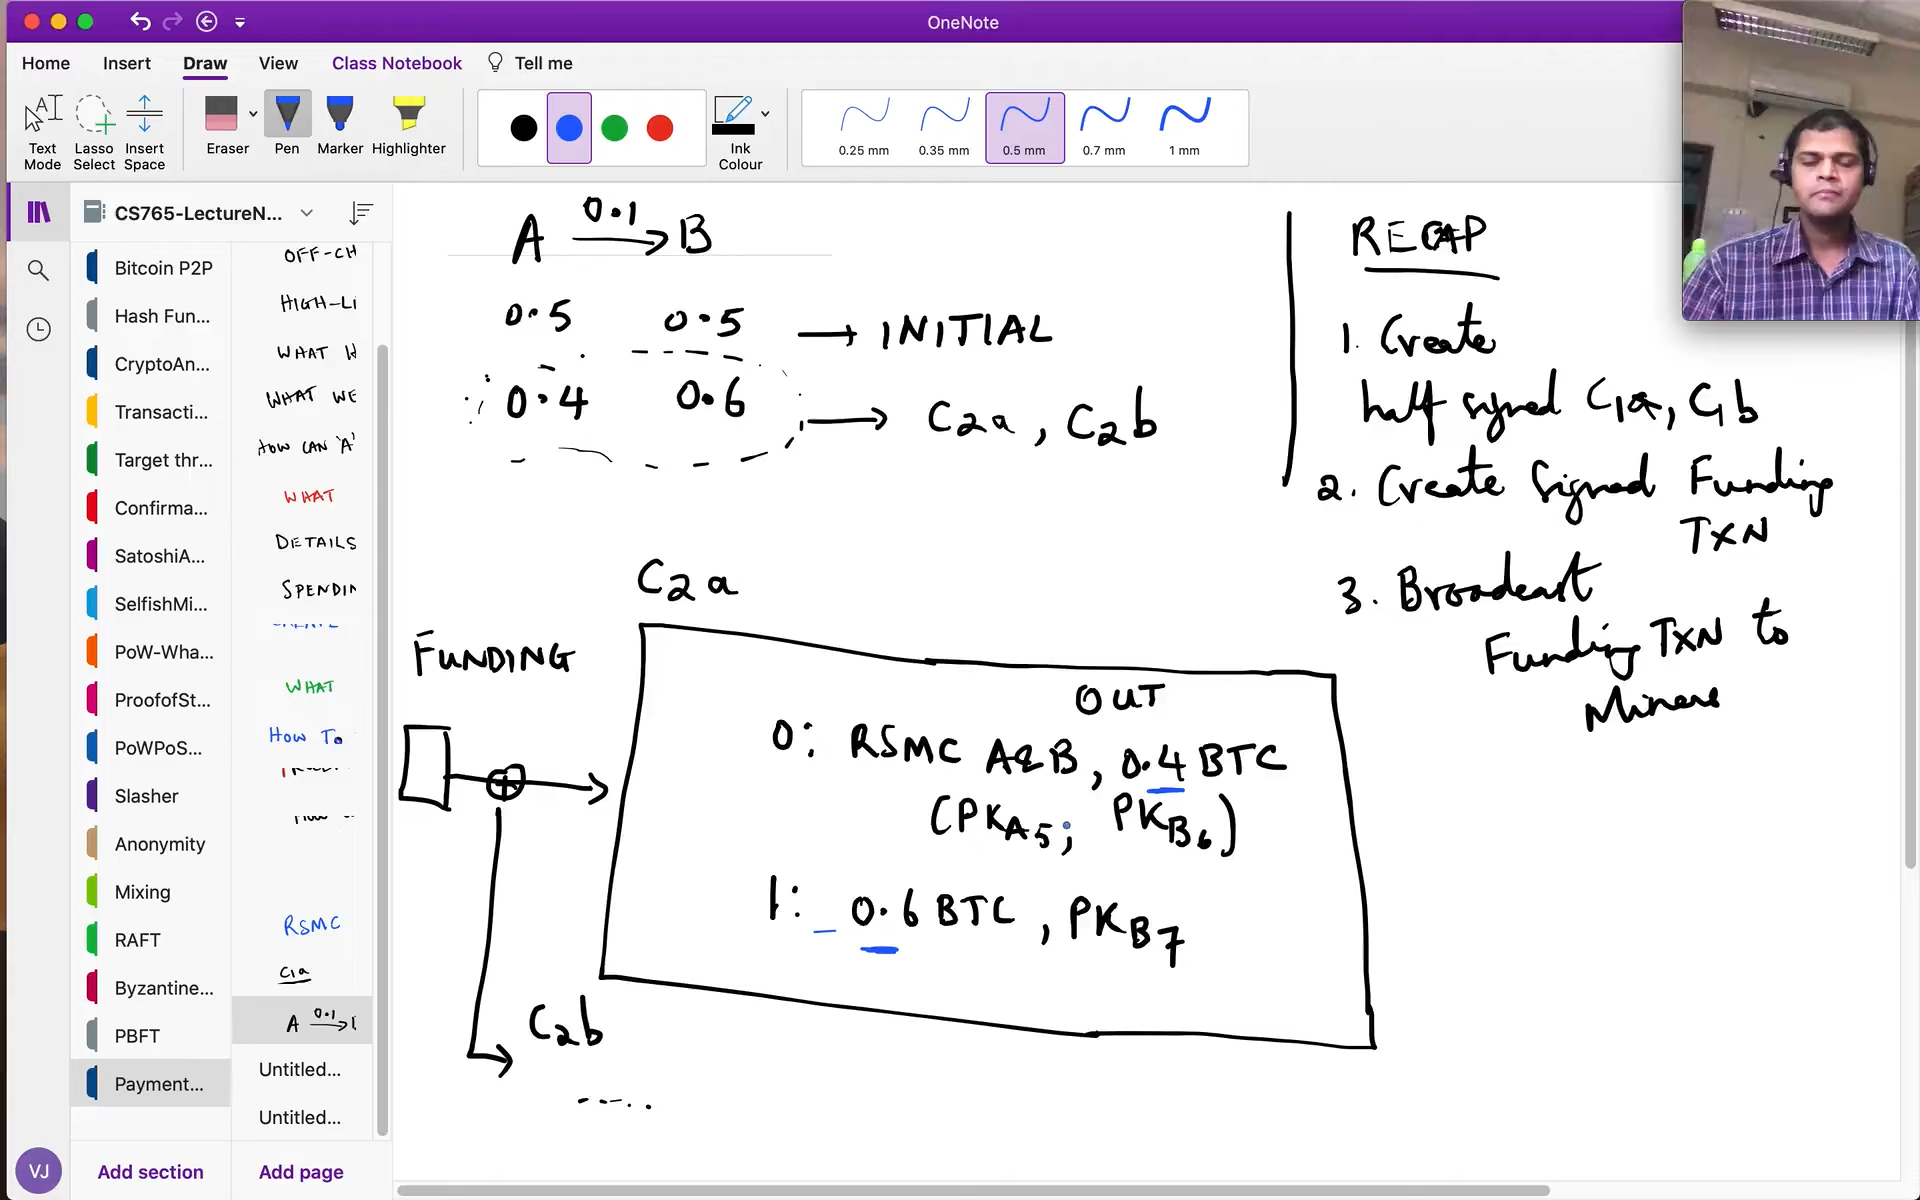 OneNote
Home Insert Draw View Class Notebook Tell me
Text Mode
Lasso Select
Insert Space
Eraser
Pen
Marker
Highlighter
Ink Colour
0.25 mm
0.35 mm
0.5 mm
0.7 mm
1 mm
CS765-LectureN...
Bitcoin P2P
Hash Fun...
CryptoAn...
Transacti...
Target thr...
Confirma...
SatoshiA...
SelfishMi...
PoW-Wha...
ProofofSt...
PoWPoS...
Slasher
Anonymity
Mixing
RAFT
Byzantine...
PBFT
Payment...
Add section
OFF-CH
HIGH-LI
WHAT H
WHAT WE
HOW CAN 'A'
WHAT
DETAILS
SPENDIN
WHAT
HOW TO
RSMC
C1a
A 0.1
Untitled...
Untitled...
Add page
VJ
A 0.1 → B
0.5 0.5 → INITIAL
0.4 0.6 → C2a, C2b
C2a
FUNDING
OUT
0: RSMC A&B, 0.4 BTC
(PKA5; PKB6)
1: 0.6 BTC, PKB7
C2b
RECAP
1. Create
half signed C1a, C1b
2. Create Signed Funding
TXN
3. Broadcast
Funding TXN to
Miners